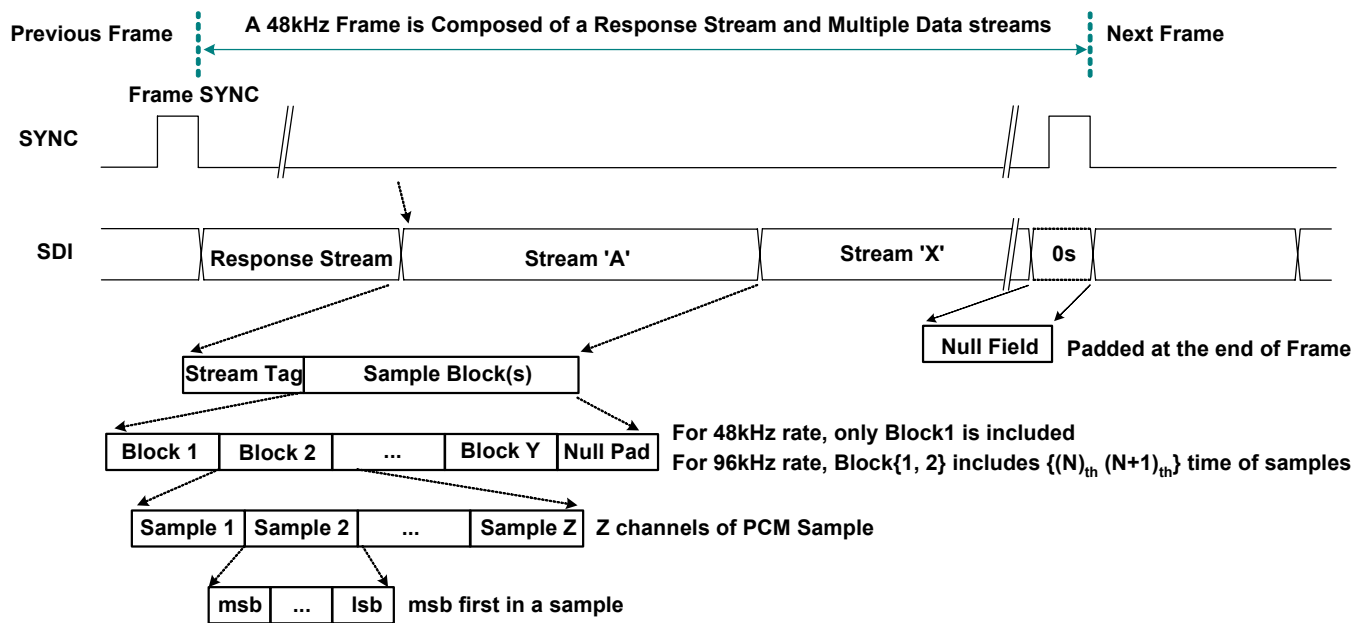 A 48kHz Frame is Composed of a Response Stream and Multiple Data streams
Previous Frame
Next Frame
Frame SYNC
SYNC
SDI
Response Stream
Stream 'A'
Stream 'X'
0s
Null Field
Padded at the end of Frame
Stream Tag
Sample Block(s)
Block 1
Block 2
...
Block Y
Null Pad
For 48kHz rate, only Block1 is included
For 96kHz rate, Block{1, 2} includes {(N)th (N+1)th} time of samples
Sample 1
Sample 2
...
Sample Z
Z channels of PCM Sample
msb
...
lsb
msb first in a sample